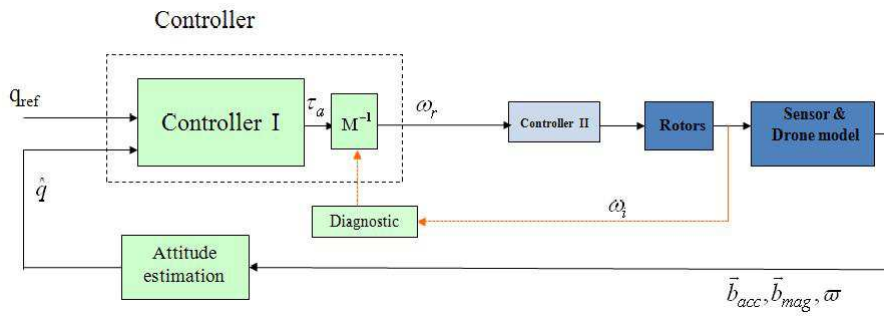 Controller
q_ref
Controller I
τ_a
M⁻¹
ω_r
Controller II
Rotors
Sensor &
Drone model
q̂
Diagnostic
ω_i
Attitude
estimation
b⃗_acc, b⃗_mag, ϖ